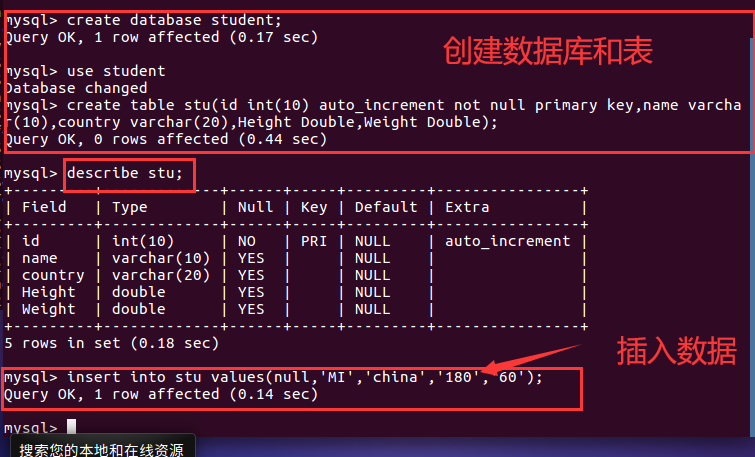 mysql> create database student;
Query OK, 1 row affected (0.17 sec)
创建数据库和表
mysql> use student
Database changed
mysql> create table stu(id int(10) auto_increment not null primary key,name varcha
r(10),country varchar(20),Height Double,Weight Double);
Query OK, 0 rows affected (0.44 sec)
mysql> describe stu;
+---------+-------------+------+-----+---------+----------------+
| Field | Type | Null | Key | Default | Extra |
+---------+-------------+------+-----+---------+----------------+
| id | int(10) | NO | PRI | NULL | auto_increment |
| name | varchar(10) | YES | | NULL | |
| country | varchar(20) | YES | | NULL | |
| Height | double | YES | | NULL | |
| Weight | double | YES | | NULL | |
+---------+-------------+------+-----+---------+----------------+
5 rows in set (0.18 sec)
插入数据
mysql> insert into stu values(null,'MI','china','180','60');
Query OK, 1 row affected (0.14 sec)
mysql>
搜索您的本地和在线资源